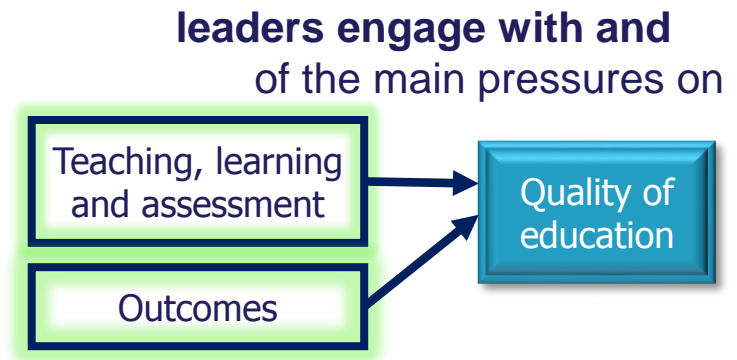 leaders engage with and
of the main pressures on
Teaching, learning
and assessment
Quality of
education
Outcomes